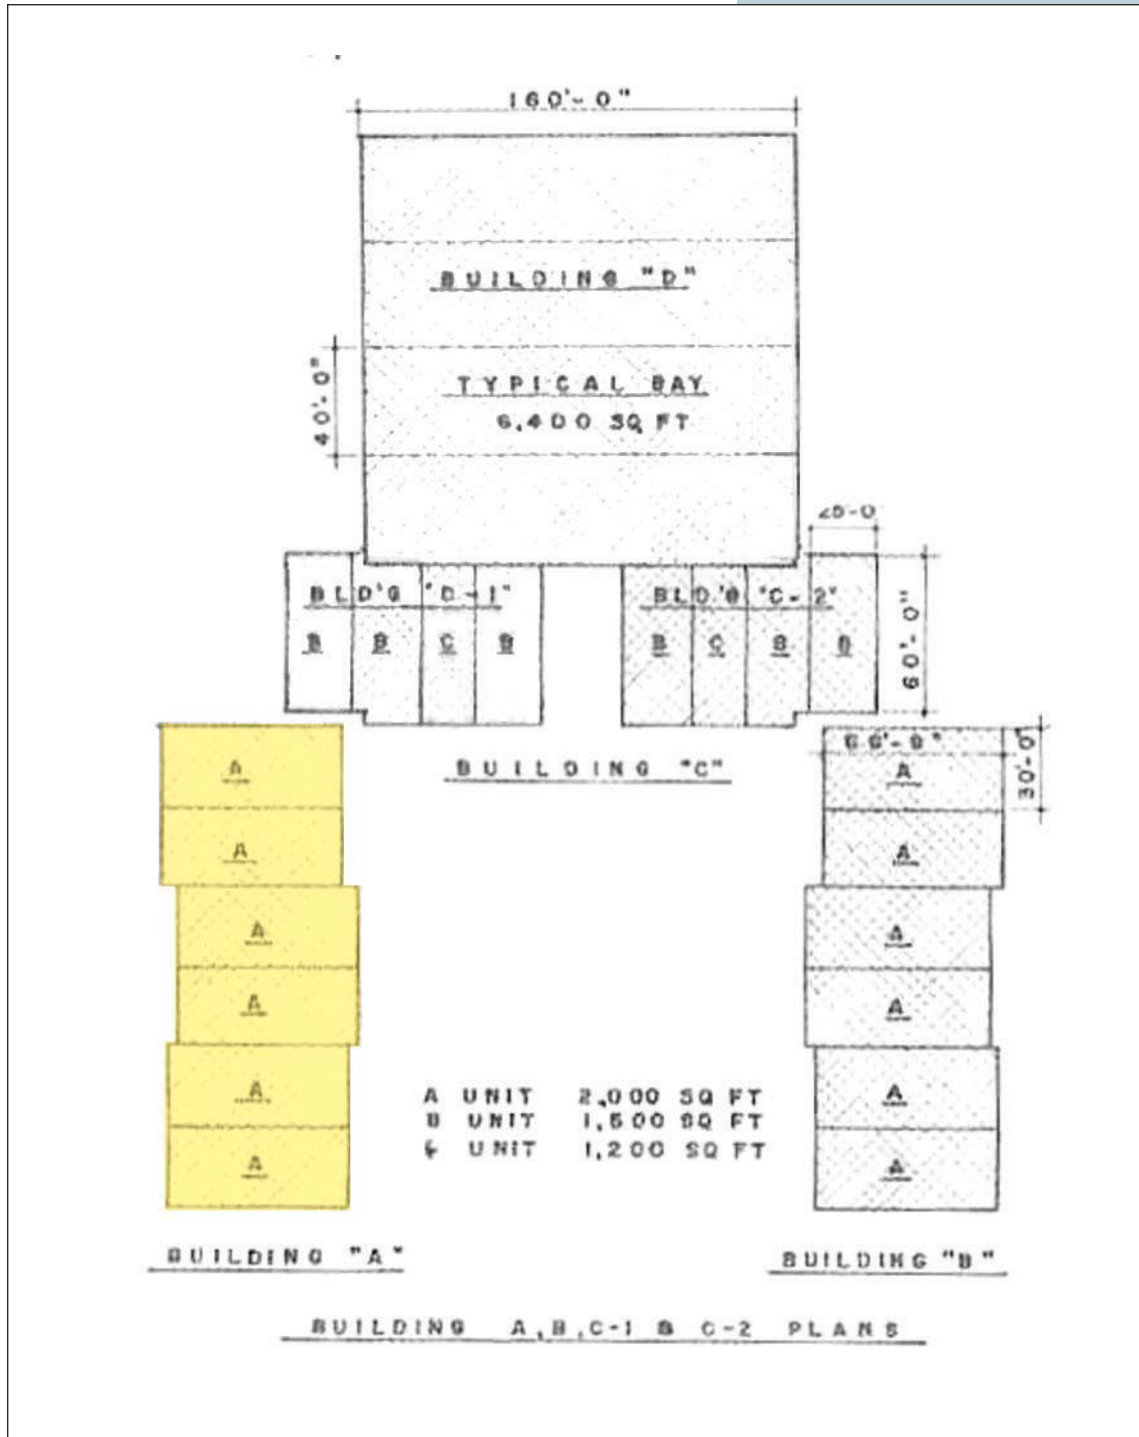 160'-0"
BUILDING "D"
40'-0"
TYPICAL BAY
6,400 SQ FT
25-0
BLD'G "C-1"
BLD'G "C-2"
B B C B
B C B B
60'-0"
BUILDING "C"
66'-8"
30'-0"
A
A
A
A
A
A
A
A
A
A
A
A
A UNIT 2,000 SQ FT
B UNIT 1,500 SQ FT
C UNIT 1,200 SQ FT
BUILDING "A"
BUILDING "B"
BUILDING A,B,C-1 & C-2 PLANS